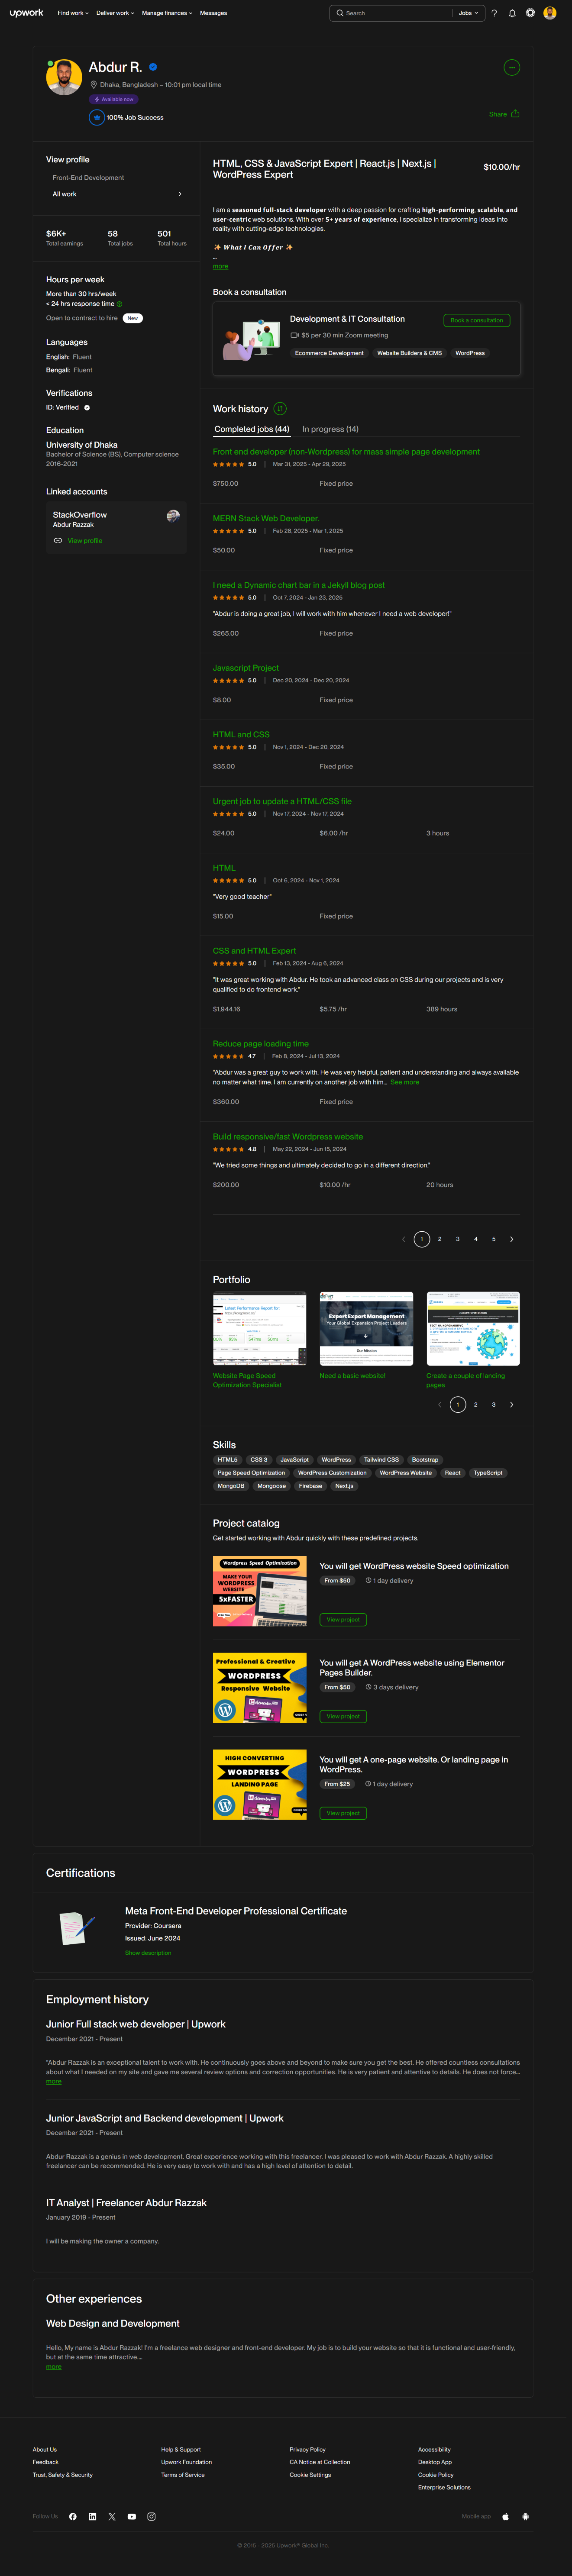 upwork Find work Deliver work Manage finances Messages Search Jobs
Abdur R.
Dhaka, Bangladesh – 10:01 pm local time
Available now
100% Job Success
Share
View profile
Front-End Development
All work
$6K+ 58 501
Total earnings Total jobs Total hours
Hours per week
More than 30 hrs/week
< 24 hrs response time
Open to contract to hire New
Languages
English: Fluent
Bengali: Fluent
Verifications
ID: Verified
Education
University of Dhaka
Bachelor of Science (BS), Computer science
2016-2021
Linked accounts
StackOverflow
Abdur Razzak
View profile
HTML, CSS & JavaScript Expert | React.js | Next.js |
WordPress Expert
$10.00/hr
I am a seasoned full-stack developer with a deep passion for crafting high-performing, scalable, and
user-centric web solutions. With over 5+ years of experience, I specialize in transforming ideas into
reality with cutting-edge technologies.
✨ What I Can Offer ✨
...
more
Book a consultation
Development & IT Consultation
Book a consultation
$5 per 30 min Zoom meeting
Ecommerce Development Website Builders & CMS WordPress
Work history
Completed jobs (44) In progress (14)
Front end developer (non-Wordpress) for mass simple page development
5.0 | Mar 31, 2025 - Apr 29, 2025
$750.00 Fixed price
MERN Stack Web Developer.
5.0 | Feb 28, 2025 - Mar 1, 2025
$50.00 Fixed price
I need a Dynamic chart bar in a Jekyll blog post
5.0 | Oct 7, 2024 - Jan 23, 2025
"Abdur is doing a great job, I will work with him whenever I need a web developer!"
$265.00 Fixed price
Javascript Project
5.0 | Dec 20, 2024 - Dec 20, 2024
$8.00 Fixed price
HTML and CSS
5.0 | Nov 1, 2024 - Dec 20, 2024
$35.00 Fixed price
Urgent job to update a HTML/CSS file
5.0 | Nov 17, 2024 - Nov 17, 2024
$24.00 $6.00 /hr 3 hours
HTML
5.0 | Oct 6, 2024 - Nov 1, 2024
"Very good teacher"
$15.00 Fixed price
CSS and HTML Expert
5.0 | Feb 13, 2024 - Aug 6, 2024
"It was great working with Abdur. He took an advanced class on CSS during our projects and is very
qualified to do frontend work."
$1,944.16 $5.75 /hr 389 hours
Reduce page loading time
4.7 | Feb 8, 2024 - Jul 13, 2024
"Abdur was a great guy to work with. He was very helpful, patient and understanding and always available
no matter what time. I am currently on another job with him... See more
$360.00 Fixed price
Build responsive/fast Wordpress website
4.8 | May 22, 2024 - Jun 15, 2024
"We tried some things and ultimately decided to go in a different direction."
$200.00 $10.00 /hr 20 hours
1 2 3 4 5
Portfolio
Latest Performance Report for:
Expert Export Management
Your Global Expansion Project Leaders
Our Mission
Website Page Speed
Optimization Specialist
Need a basic website!
Create a couple of landing
pages
1 2 3
Skills
HTML5 CSS 3 JavaScript WordPress Tailwind CSS Bootstrap
Page Speed Optimization WordPress Customization WordPress Website React TypeScript
MongoDB Mongoose Firebase Next.js
Project catalog
Get started working with Abdur quickly with these predefined projects.
Wordpress Speed Optimization
MAKE YOUR
WORDPRESS
WEBSITE
5xFASTER
You will get WordPress website Speed optimization
From $50 1 day delivery
View project
Professional & Creative
WORDPRESS
Responsive Website
elementor
You will get A WordPress website using Elementor
Pages Builder.
From $50 3 days delivery
View project
HIGH CONVERTING
WORDPRESS
LANDING PAGE
elementor
You will get A one-page website. Or landing page in
WordPress.
From $25 1 day delivery
View project
Certifications
Meta Front-End Developer Professional Certificate
Provider: Coursera
Issued: June 2024
Show description
Employment history
Junior Full stack web developer | Upwork
December 2021 - Present
"Abdur Razzak is an exceptional talent to work with. He continuously goes above and beyond to make sure you get the best. He offered countless consultations
about what I needed on my site and gave me several review options and correction opportunities. He is very patient and attentive to details. He does not force...
more
Junior JavaScript and Backend development | Upwork
December 2021 - Present
Abdur Razzak is a genius in web development. Great experience working with this freelancer. I was pleased to work with Abdur Razzak. A highly skilled
freelancer can be recommended. He is very easy to work with and has a high level of attention to detail.
IT Analyst | Freelancer Abdur Razzak
January 2019 - Present
I will be making the owner a company.
Other experiences
Web Design and Development
Hello, My name is Abdur Razzak! I'm a freelance web designer and front-end developer. My job is to build your website so that it is functional and user-friendly,
but at the same time attractive....
more
About Us Help & Support Privacy Policy Accessibility
Feedback Upwork Foundation CA Notice at Collection Desktop App
Trust, Safety & Security Terms of Service Cookie Settings Cookie Policy
Enterprise Solutions
Follow Us Mobile app
© 2015 - 2025 Upwork® Global Inc.